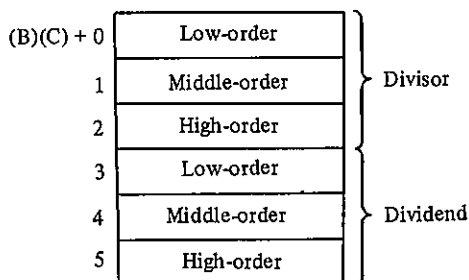 (B)(C) + 0 Low-order
1 Middle-order Divisor
2 High-order
3 Low-order
4 Middle-order Dividend
5 High-order